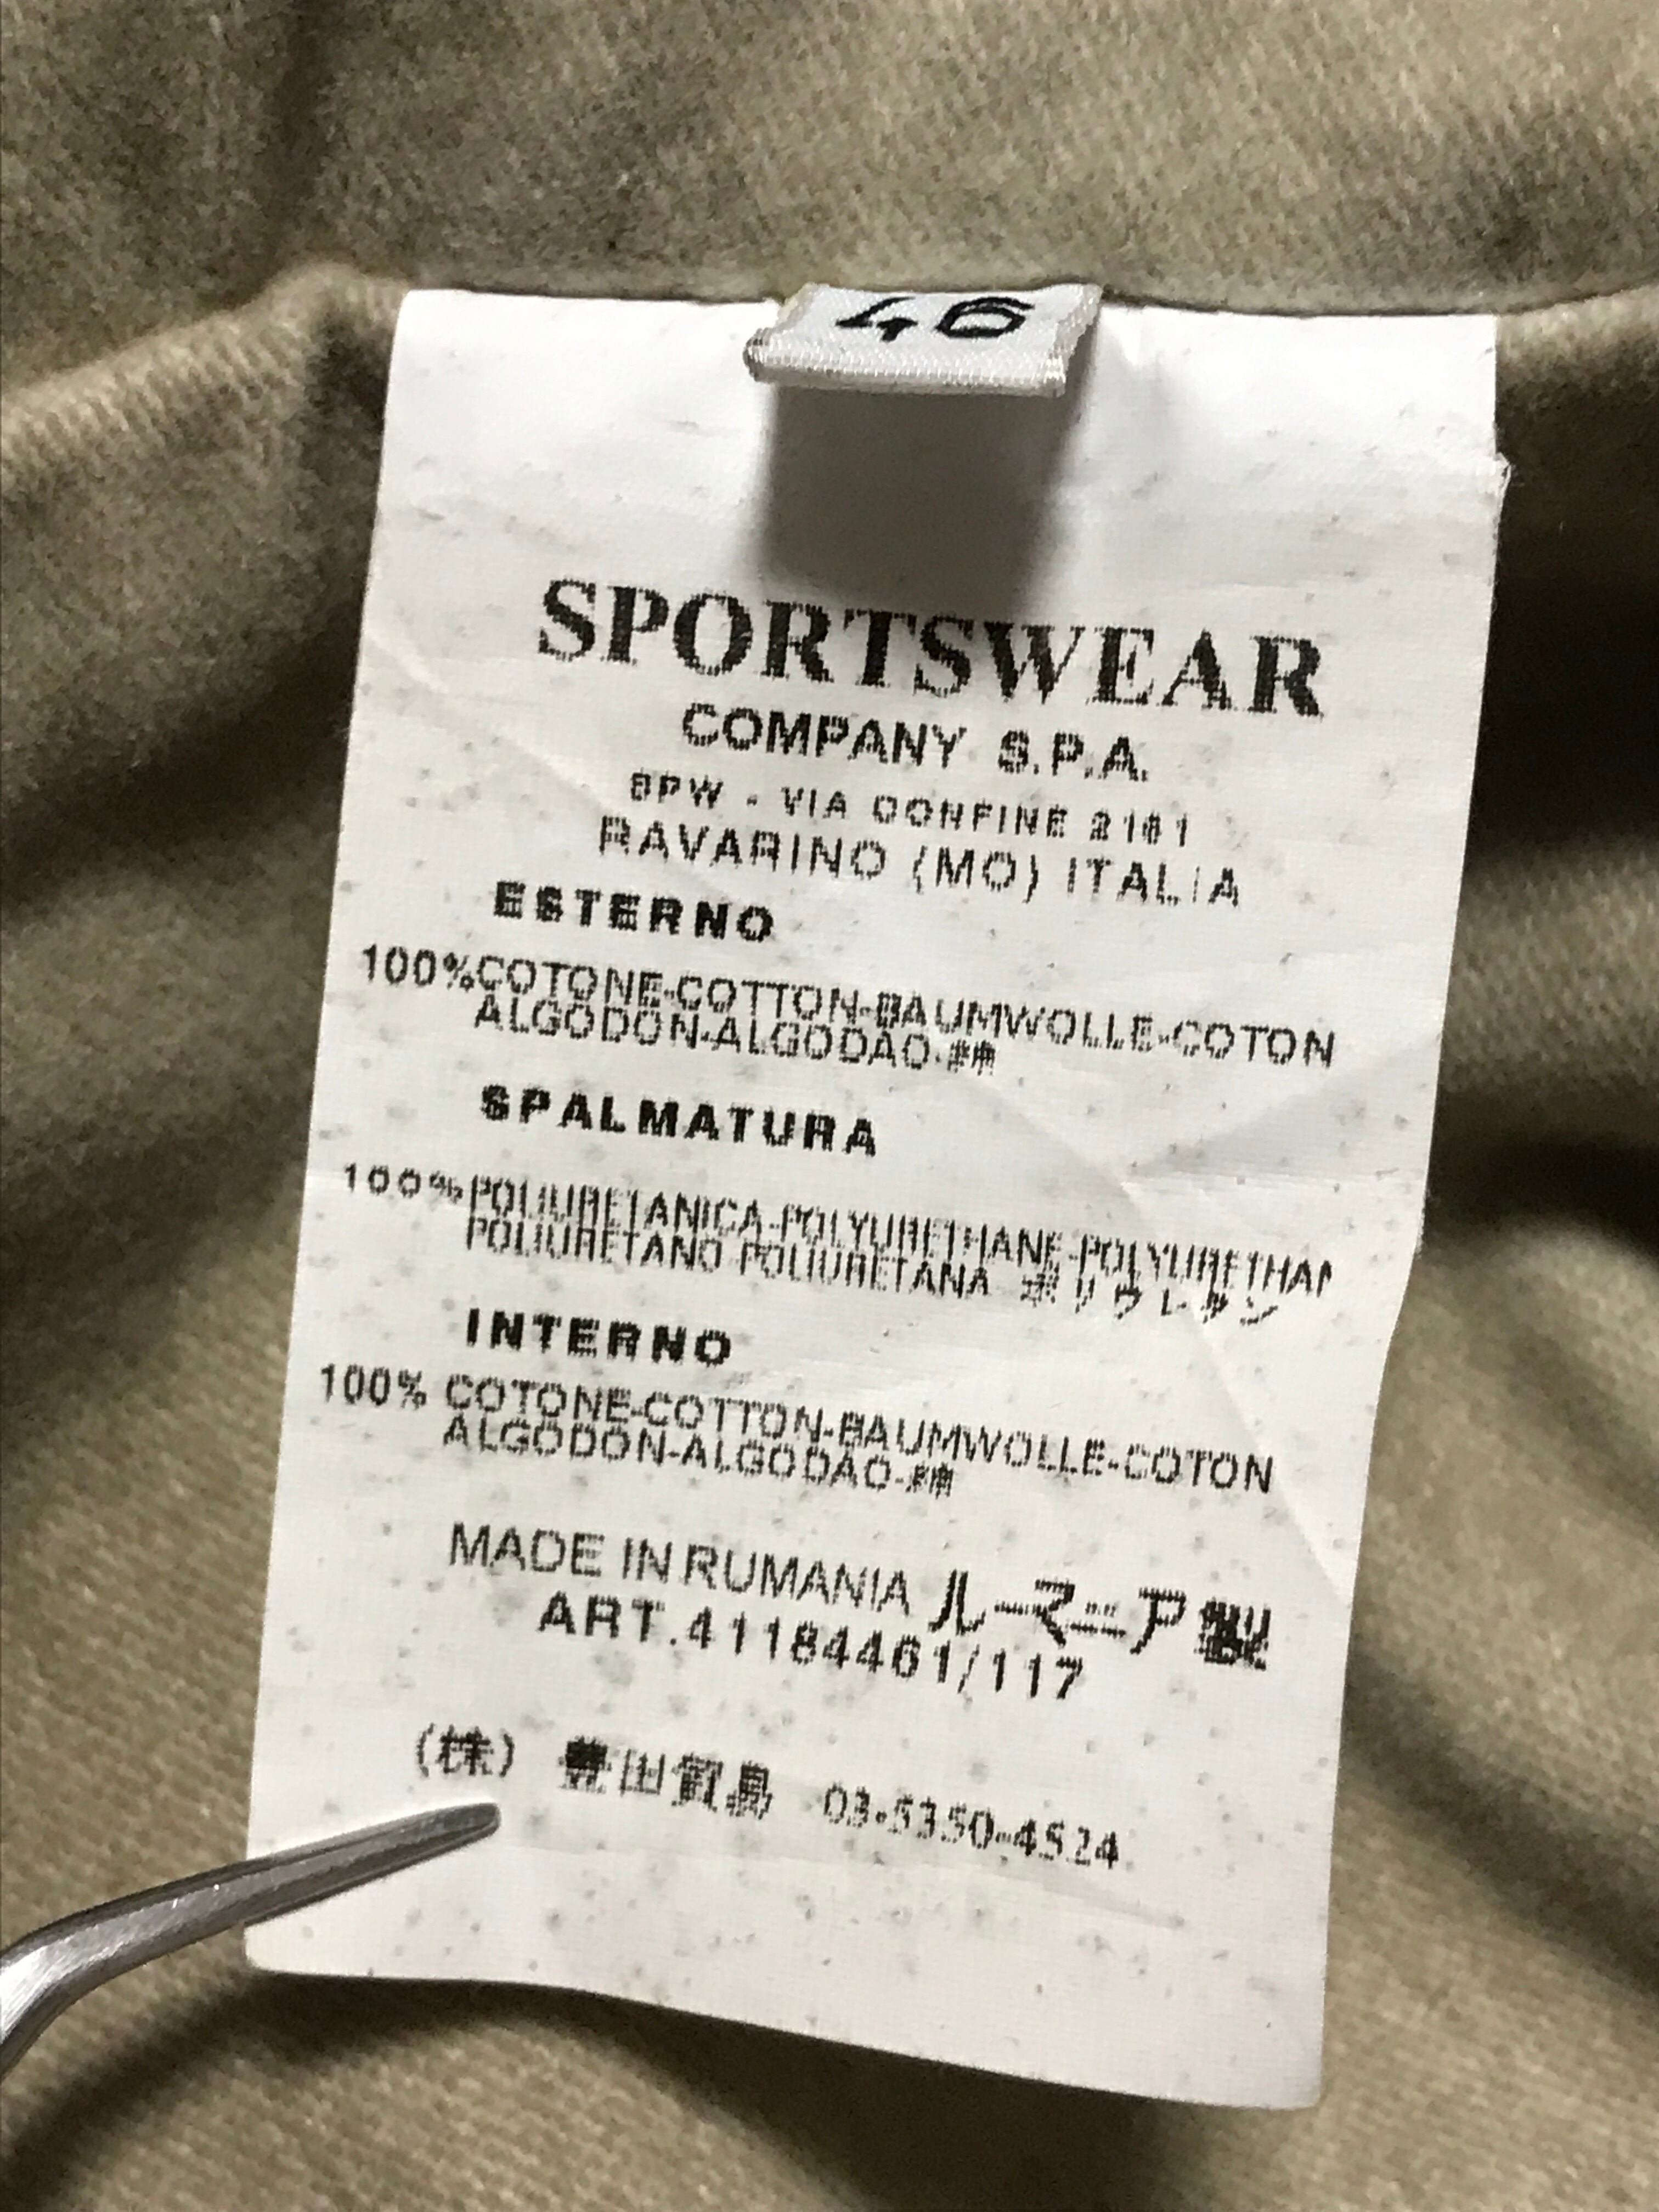 46
SPORTSWEAR
COMPANY S.P.A.
SPW - VIA CONFINE 2161
RAVARINO (MO) ITALIA
ESTERNO
100%COTONE-COTTON-BAUMWOLLE-COTON
ALGODON-ALGODAO-綿
SPALMATURA
100%POLIURETANICA-POLYURETHANE-POLYURETHAN
POLIURETANO POLIURETANA ポリウレタン
INTERNO
100% COTONE-COTTON-BAUMWOLLE-COTON
ALGODON-ALGODAO-綿
MADE IN RUMANIA ルーマニア製
ART.41184461/117
(株) 豊田貿易 03-5350-4524